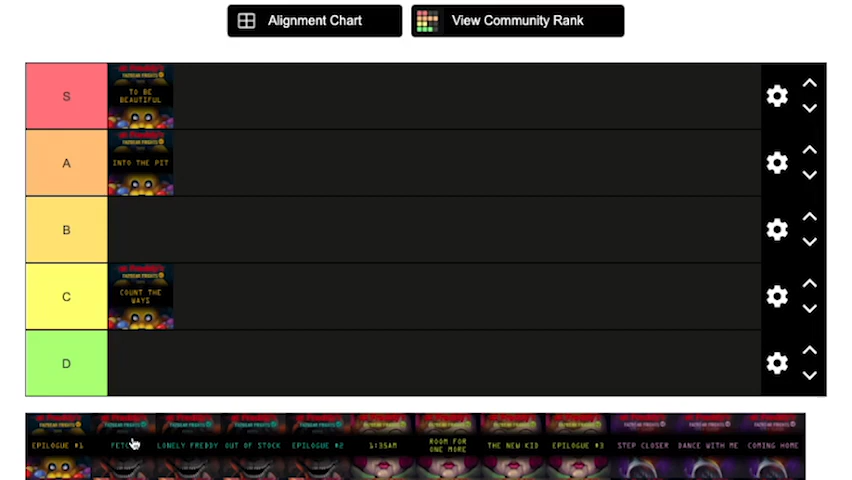 Alignment Chart
View Community Rank
S
TO BE
BEAUTIFUL
A
INTO THE PIT
B
C
COUNT THE
WAYS
D
EPILOGUE #1
LONELY FREDDY
OUT OF STOCK
EPILOGUE #2
1:35AM
ROOM FOR
ONE MORE
THE NEW KID
EPILOGUE #3
STEP CLOSER
DANCE WITH ME
COMING HOME